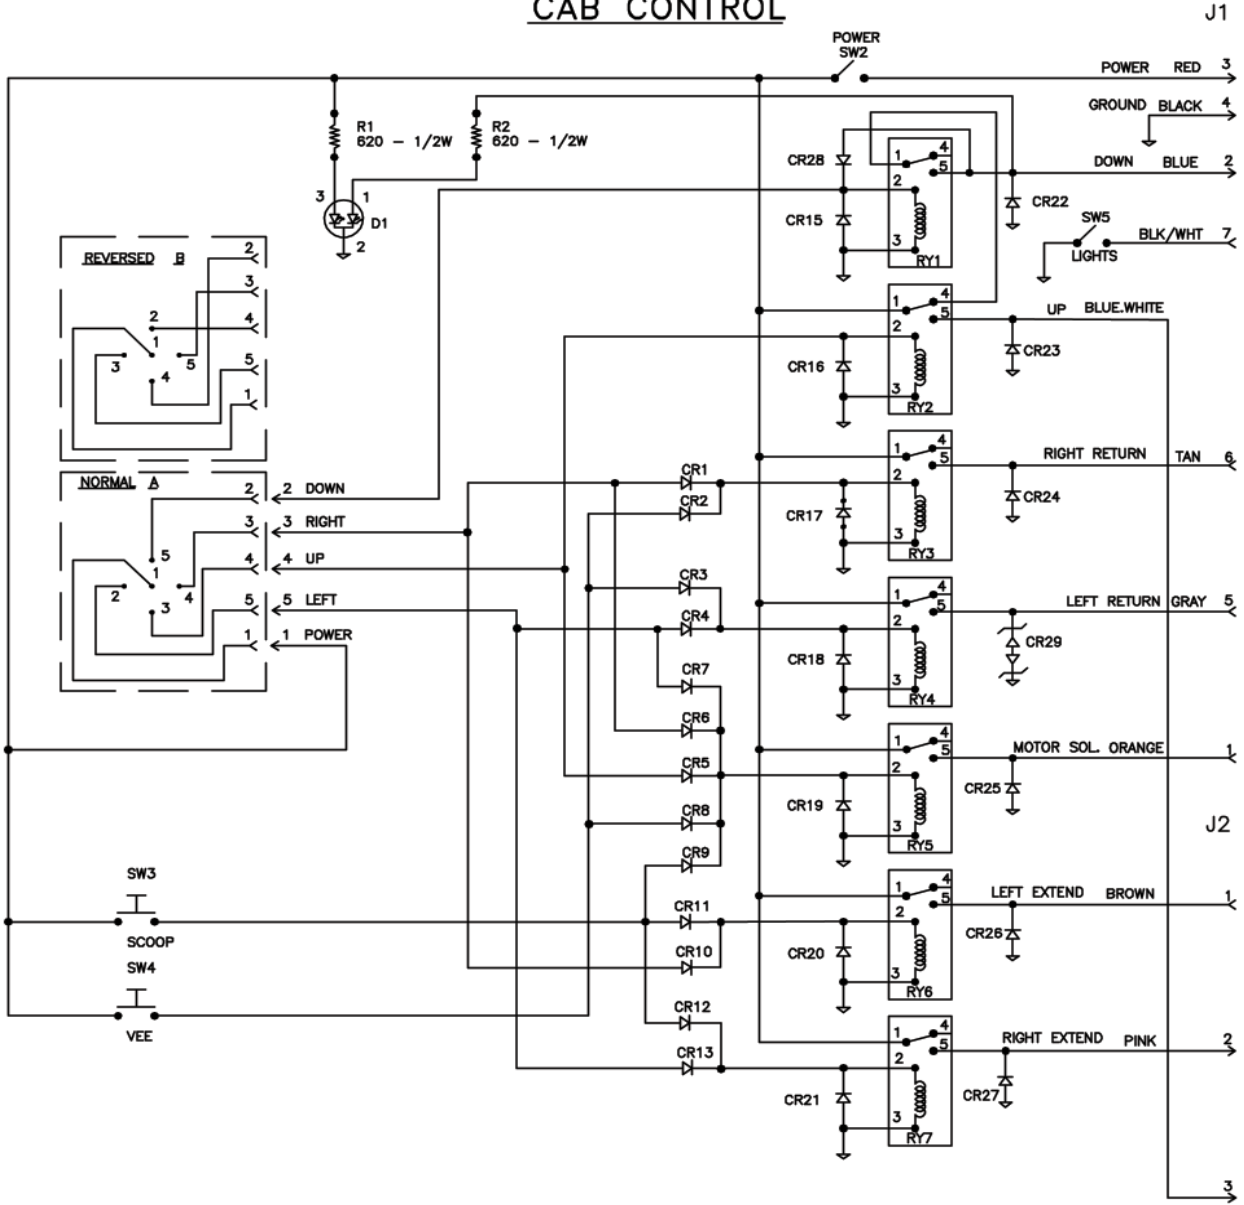 CAB CONTROL
J1
POWER
SW2
POWER RED 3
GROUND BLACK 4
R1
620 - 1/2W
R2
620 - 1/2W
CR28
1
4
5
2
3
RY1
DOWN BLUE 2
CR22
CR15
3
1
D1
2
SW5
LIGHTS
BLK/WHT 7
REVERSED B
2
3
4
5
1
2
1
3
5
4
1
4
5
2
3
RY2
UP BLUE.WHITE
CR23
CR16
NORMAL A
2
3
4
5
1
5
1
2
4
3
2 DOWN
3 RIGHT
4 UP
5 LEFT
1 POWER
CR1
CR2
CR17
1
4
5
2
3
RY3
RIGHT RETURN TAN 6
CR24
CR3
CR4
CR18
1
4
5
2
3
RY4
LEFT RETURN GRAY 5
CR29
CR7
CR6
CR5
CR8
CR9
CR19
1
4
5
2
3
RY5
MOTOR SOL. ORANGE 1
CR25
J2
SW3
SCOOP
SW4
VEE
CR11
CR10
CR20
1
4
5
2
3
RY6
LEFT EXTEND BROWN 1
CR26
CR12
CR13
CR21
1
4
5
2
3
RY7
RIGHT EXTEND PINK 2
CR27
3